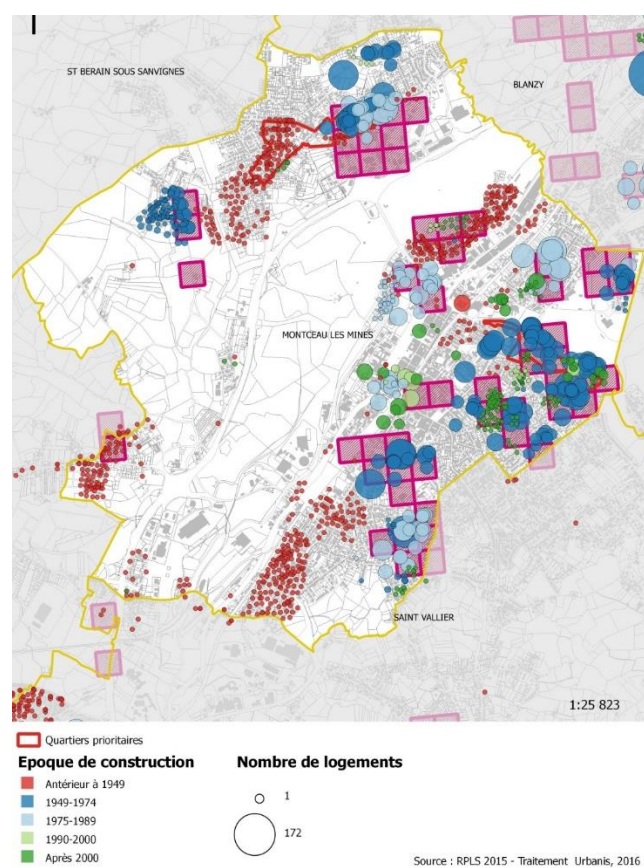 ST BERAIN SOUS SANVIGNES
BLANZY
MONTCEAU LES MINES
SAINT VALLIER
1:25 823
Quartiers prioritaires
Epoque de construction
Nombre de logements
Antérieur à 1949
1949-1974
1975-1989
1990-2000
Après 2000
1
172
Source : RPLS 2015 - Traitement Urbanis, 2016